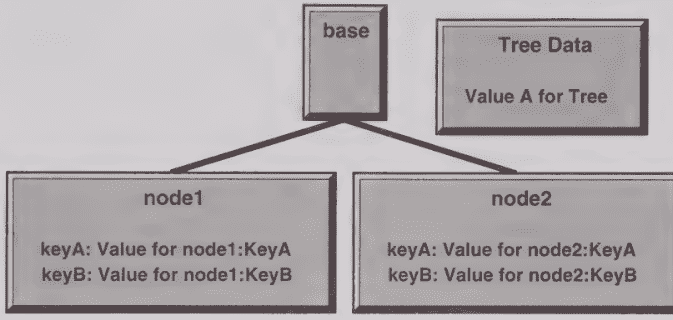 base
Tree Data
Value A for Tree
node1
keyA: Value for node1:KeyA
keyB: Value for node1:KeyB
node2
keyA: Value for node2:KeyA
keyB: Value for node2:KeyB